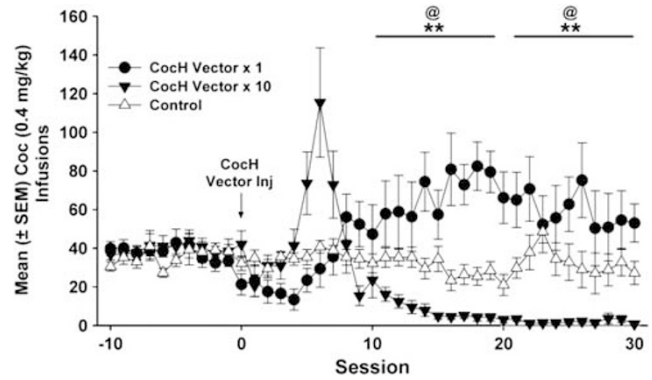 @ @
** **
160
140
120
100
80
60
40
20
0
Mean (± SEM) Coc (0.4 mg/kg)
Infusions
CocH Vector x 1
CocH Vector x 10
Control
CocH
Vector Inj
-10 0 10 20 30
Session